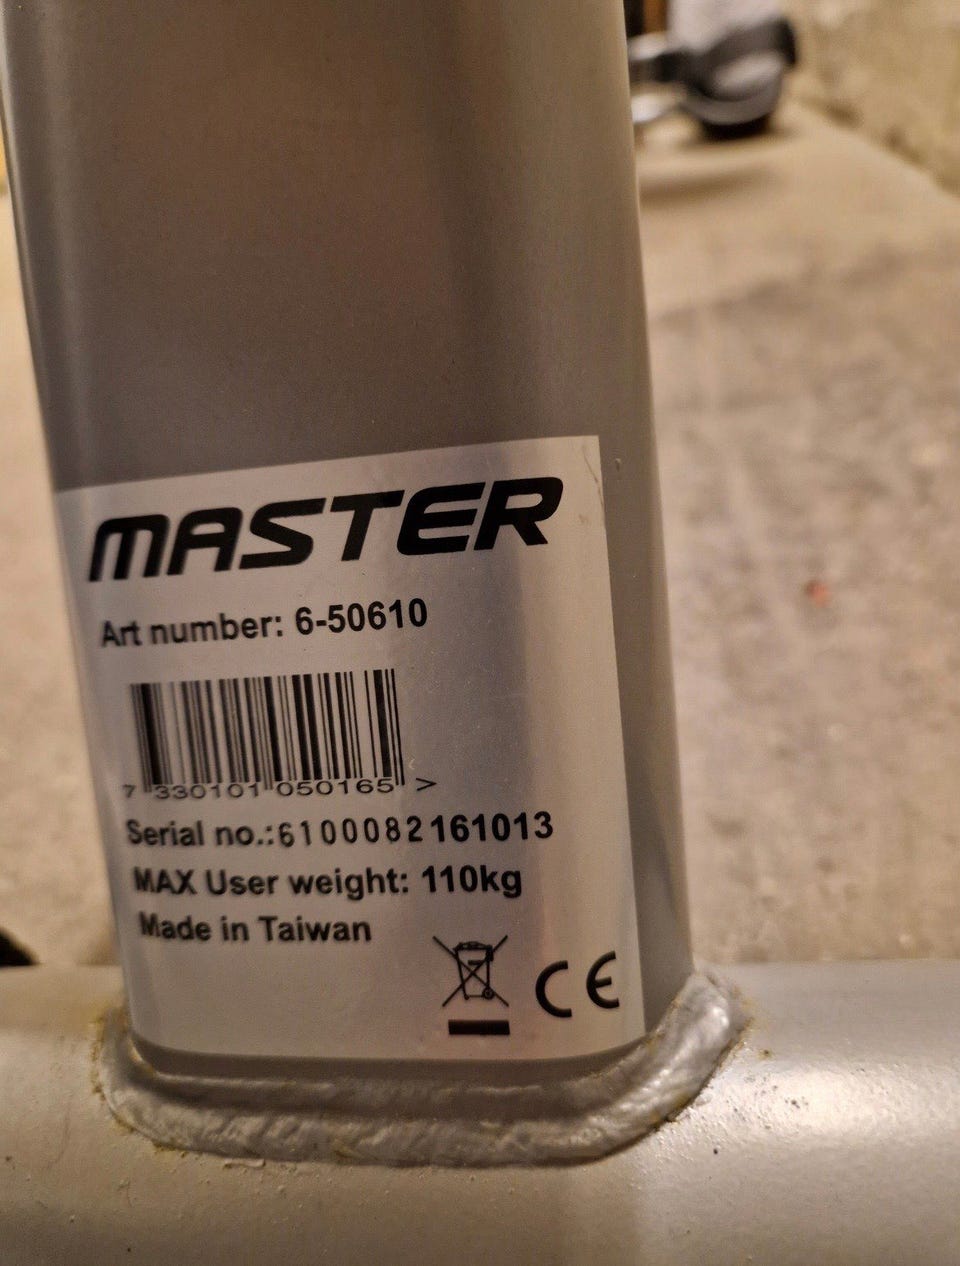 MASTER
Art number: 6-50610
7 330101 050165 >
Serial no.:6100082161013
MAX User weight: 110kg
Made in Taiwan
CE